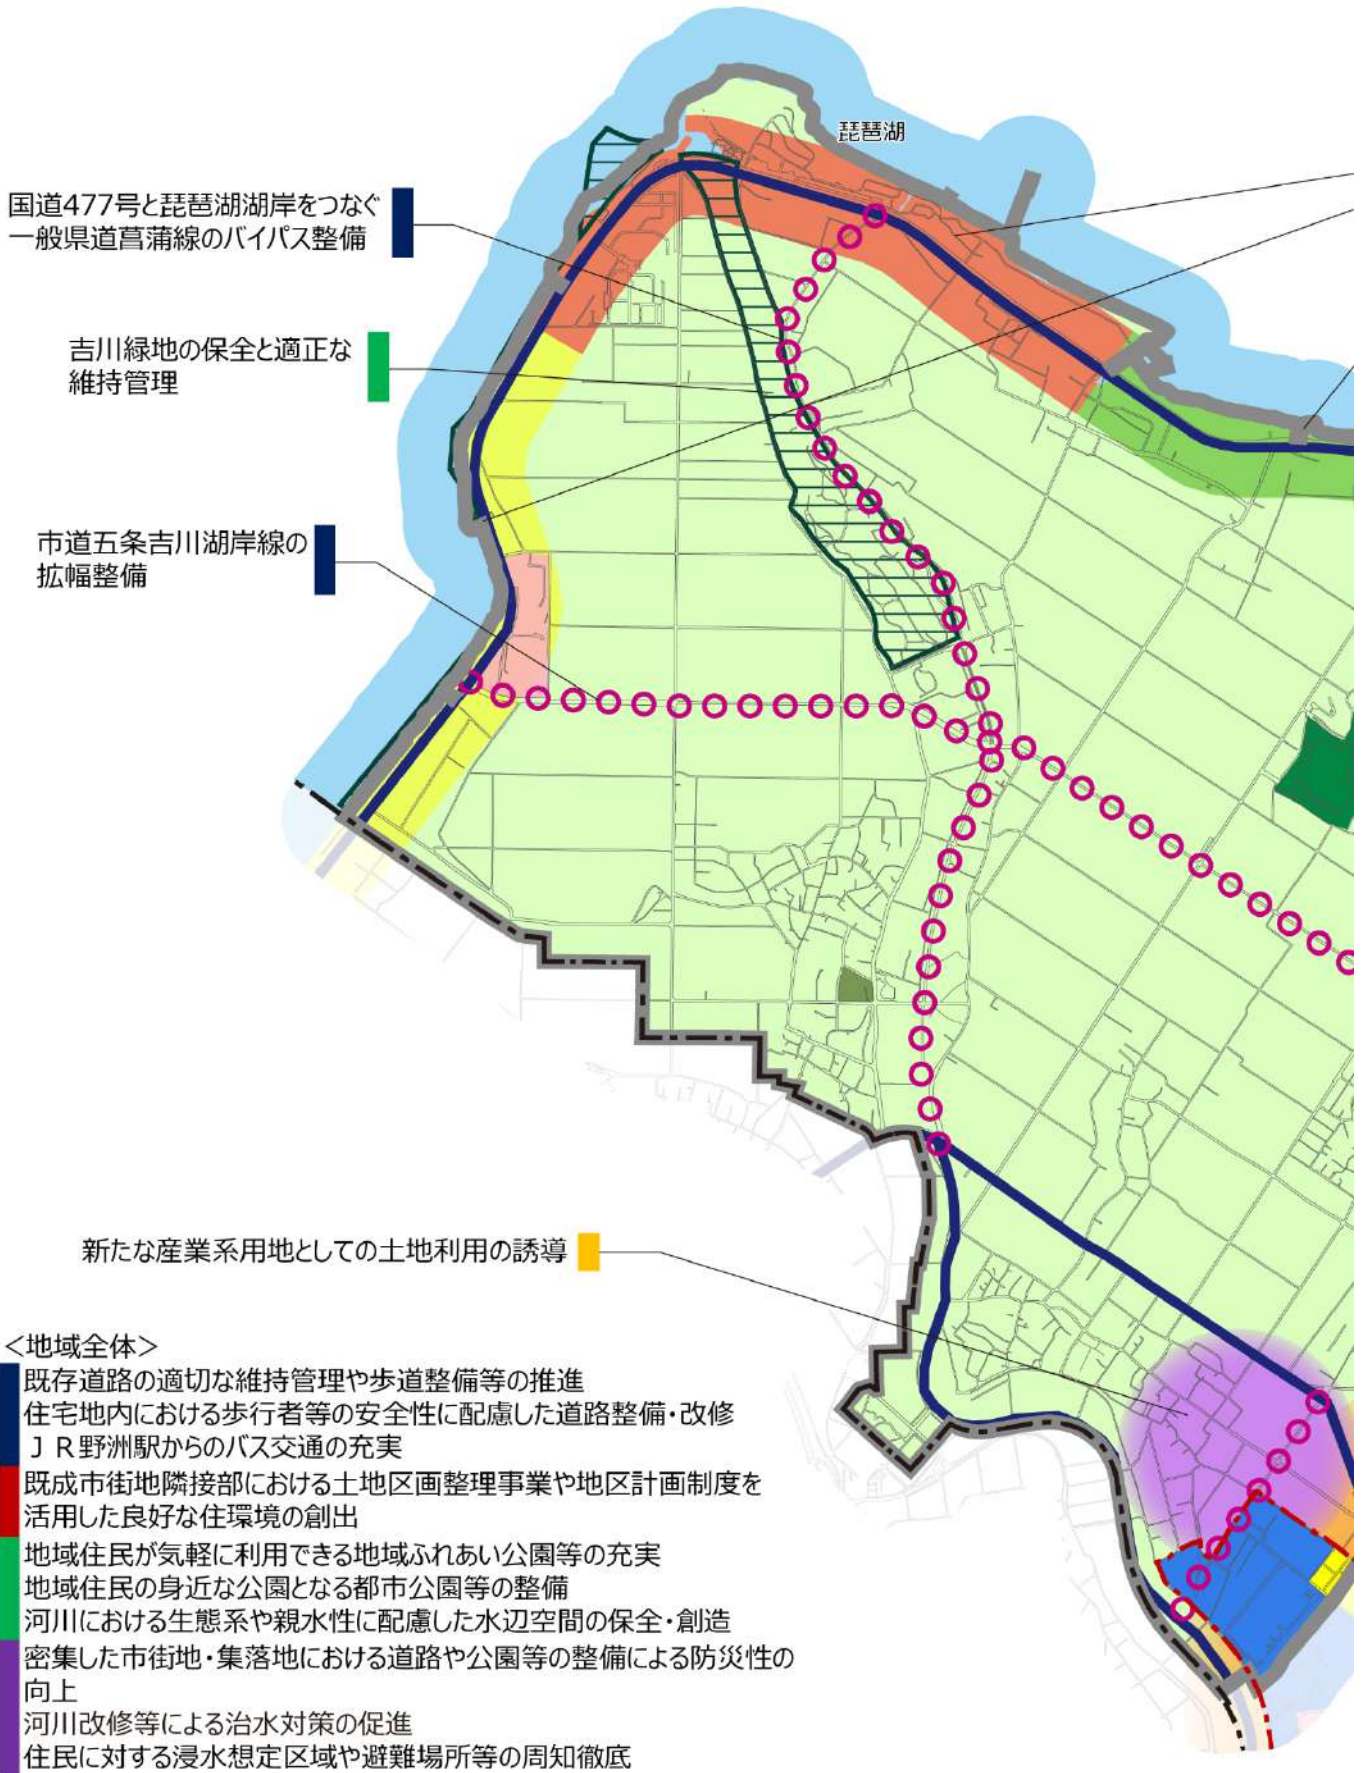 琵琶湖
国道477号と琵琶湖湖岸をつなぐ
一般県道菖蒲線のバイパス整備
吉川緑地の保全と適正な
維持管理
市道五条吉川湖岸線の
拡幅整備
新たな産業系用地としての土地利用の誘導
＜地域全体＞
既存道路の適切な維持管理や歩道整備等の推進
住宅地内における歩行者等の安全性に配慮した道路整備・改修
ＪＲ野洲駅からのバス交通の充実
既成市街地隣接部における土地区画整理事業や地区計画制度を
活用した良好な住環境の創出
地域住民が気軽に利用できる地域ふれあい公園等の充実
地域住民の身近な公園となる都市公園等の整備
河川における生態系や親水性に配慮した水辺空間の保全・創造
密集した市街地・集落地における道路や公園等の整備による防災性の
向上
河川改修等による治水対策の促進
住民に対する浸水想定区域や避難場所等の周知徹底